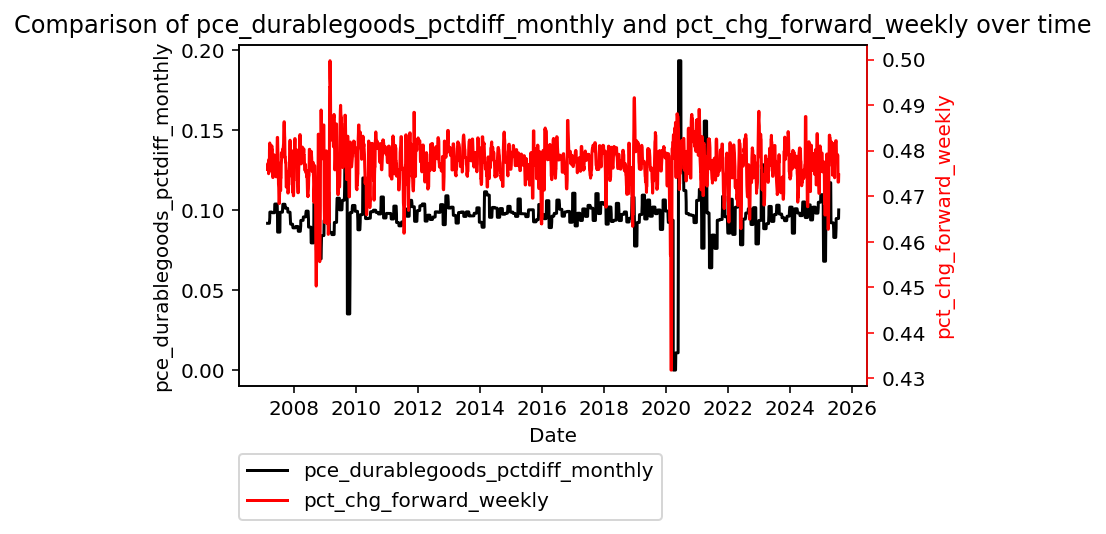 Comparison of pce_durablegoods_pctdiff_monthly and pct_chg_forward_weekly over time
pce_durablegoods_pctdiff_monthly
0.20
0.15
0.10
0.05
0.00
0.50
0.49
0.48
0.47
0.46
0.45
0.44
0.43
pct_chg_forward_weekly
2008 2010 2012 2014 2016 2018 2020 2022 2024 2026
Date
pce_durablegoods_pctdiff_monthly
pct_chg_forward_weekly